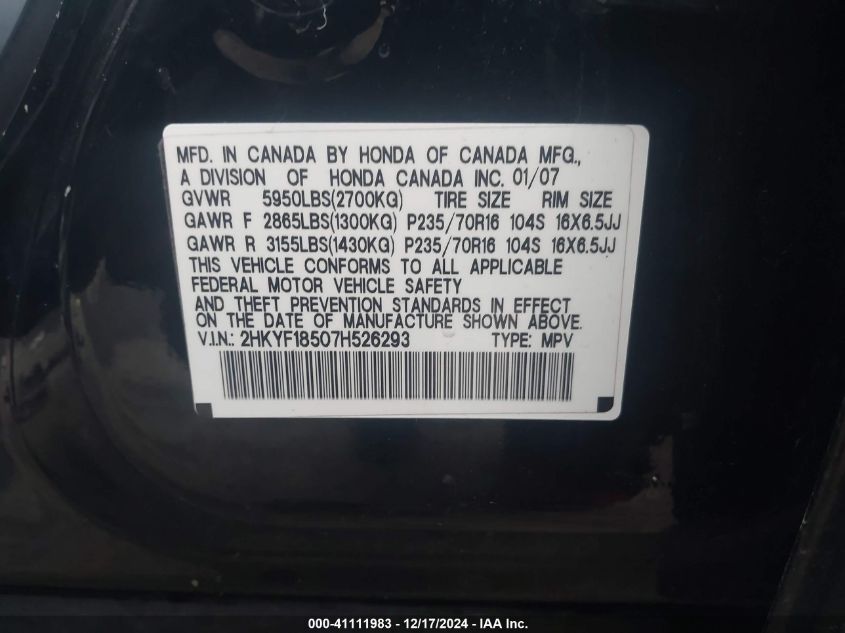 MFD. IN CANADA BY HONDA OF CANADA MFG.,
A DIVISION OF HONDA CANADA INC. 01/07
GVWR 5950LBS(2700KG) TIRE SIZE RIM SIZE
GAWR F 2865LBS(1300KG) P235/70R16 104S 16X6.5JJ
GAWR R 3155LBS(1430KG) P235/70R16 104S 16X6.5JJ
THIS VEHICLE CONFORMS TO ALL APPLICABLE
FEDERAL MOTOR VEHICLE SAFETY
AND THEFT PREVENTION STANDARDS IN EFFECT
ON THE DATE OF MANUFACTURE SHOWN ABOVE.
V.I.N.: 2HKYF18507H526293 TYPE: MPV
000-41111983 - 12/17/2024 - IAA Inc.